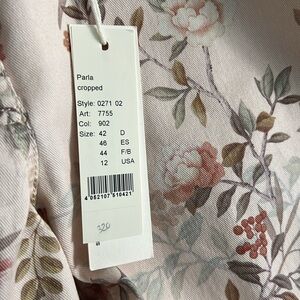 Parla
cropped
Style: 0271 02
Art: 7755
Col: 902
Size: 42 D
46 ES
44 F/B
12 USA
4 062107 510421
320